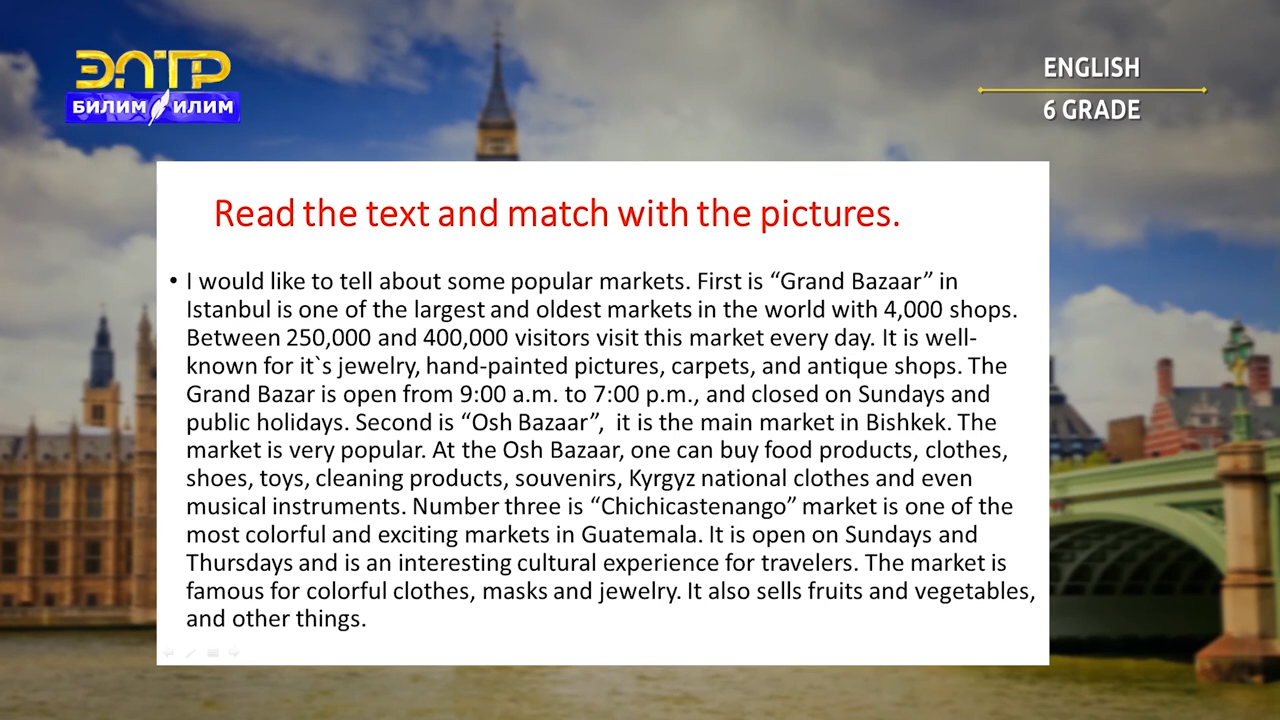 ЭЛТР
БИЛИМ ИЛИМ
ENGLISH
6 GRADE
Read the text and match with the pictures.
• I would like to tell about some popular markets. First is “Grand Bazaar” in
Istanbul is one of the largest and oldest markets in the world with 4,000 shops.
Between 250,000 and 400,000 visitors visit this market every day. It is well-
known for it`s jewelry, hand-painted pictures, carpets, and antique shops. The
Grand Bazar is open from 9:00 a.m. to 7:00 p.m., and closed on Sundays and
public holidays. Second is “Osh Bazaar”,  it is the main market in Bishkek. The
market is very popular. At the Osh Bazaar, one can buy food products, clothes,
shoes, toys, cleaning products, souvenirs, Kyrgyz national clothes and even
musical instruments. Number three is “Chichicastenango” market is one of the
most colorful and exciting markets in Guatemala. It is open on Sundays and
Thursdays and is an interesting cultural experience for travelers. The market is
famous for colorful clothes, masks and jewelry. It also sells fruits and vegetables,
and other things.